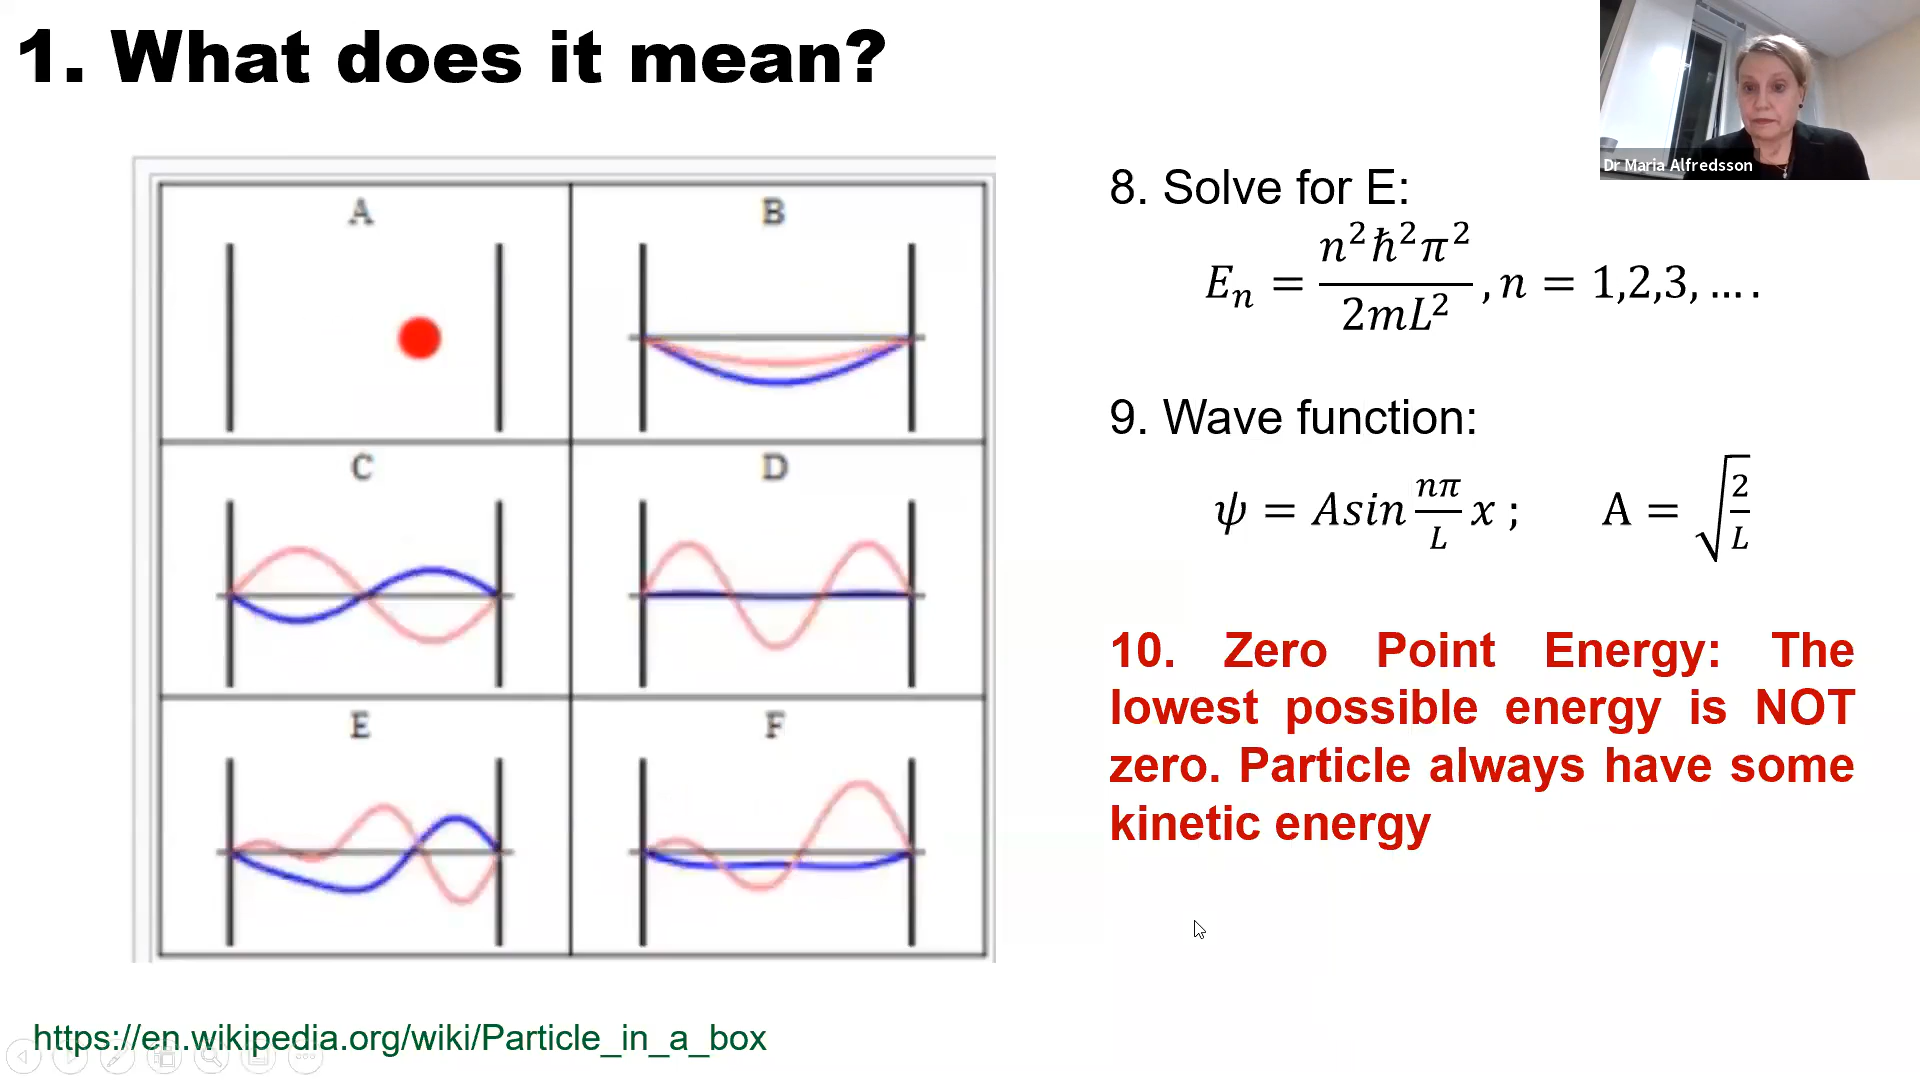 1. What does it mean?
Dr Maria Alfredsson
A
B
C
D
E
F
8. Solve for E:
Eₙ = n²ħ²π² / 2mL² , n = 1,2,3, … .
9. Wave function:
ψ = Asin nπ/L x ; A = √2/L
10. Zero Point Energy: The
lowest possible energy is NOT
zero. Particle always have some
kinetic energy
https://en.wikipedia.org/wiki/Particle_in_a_box